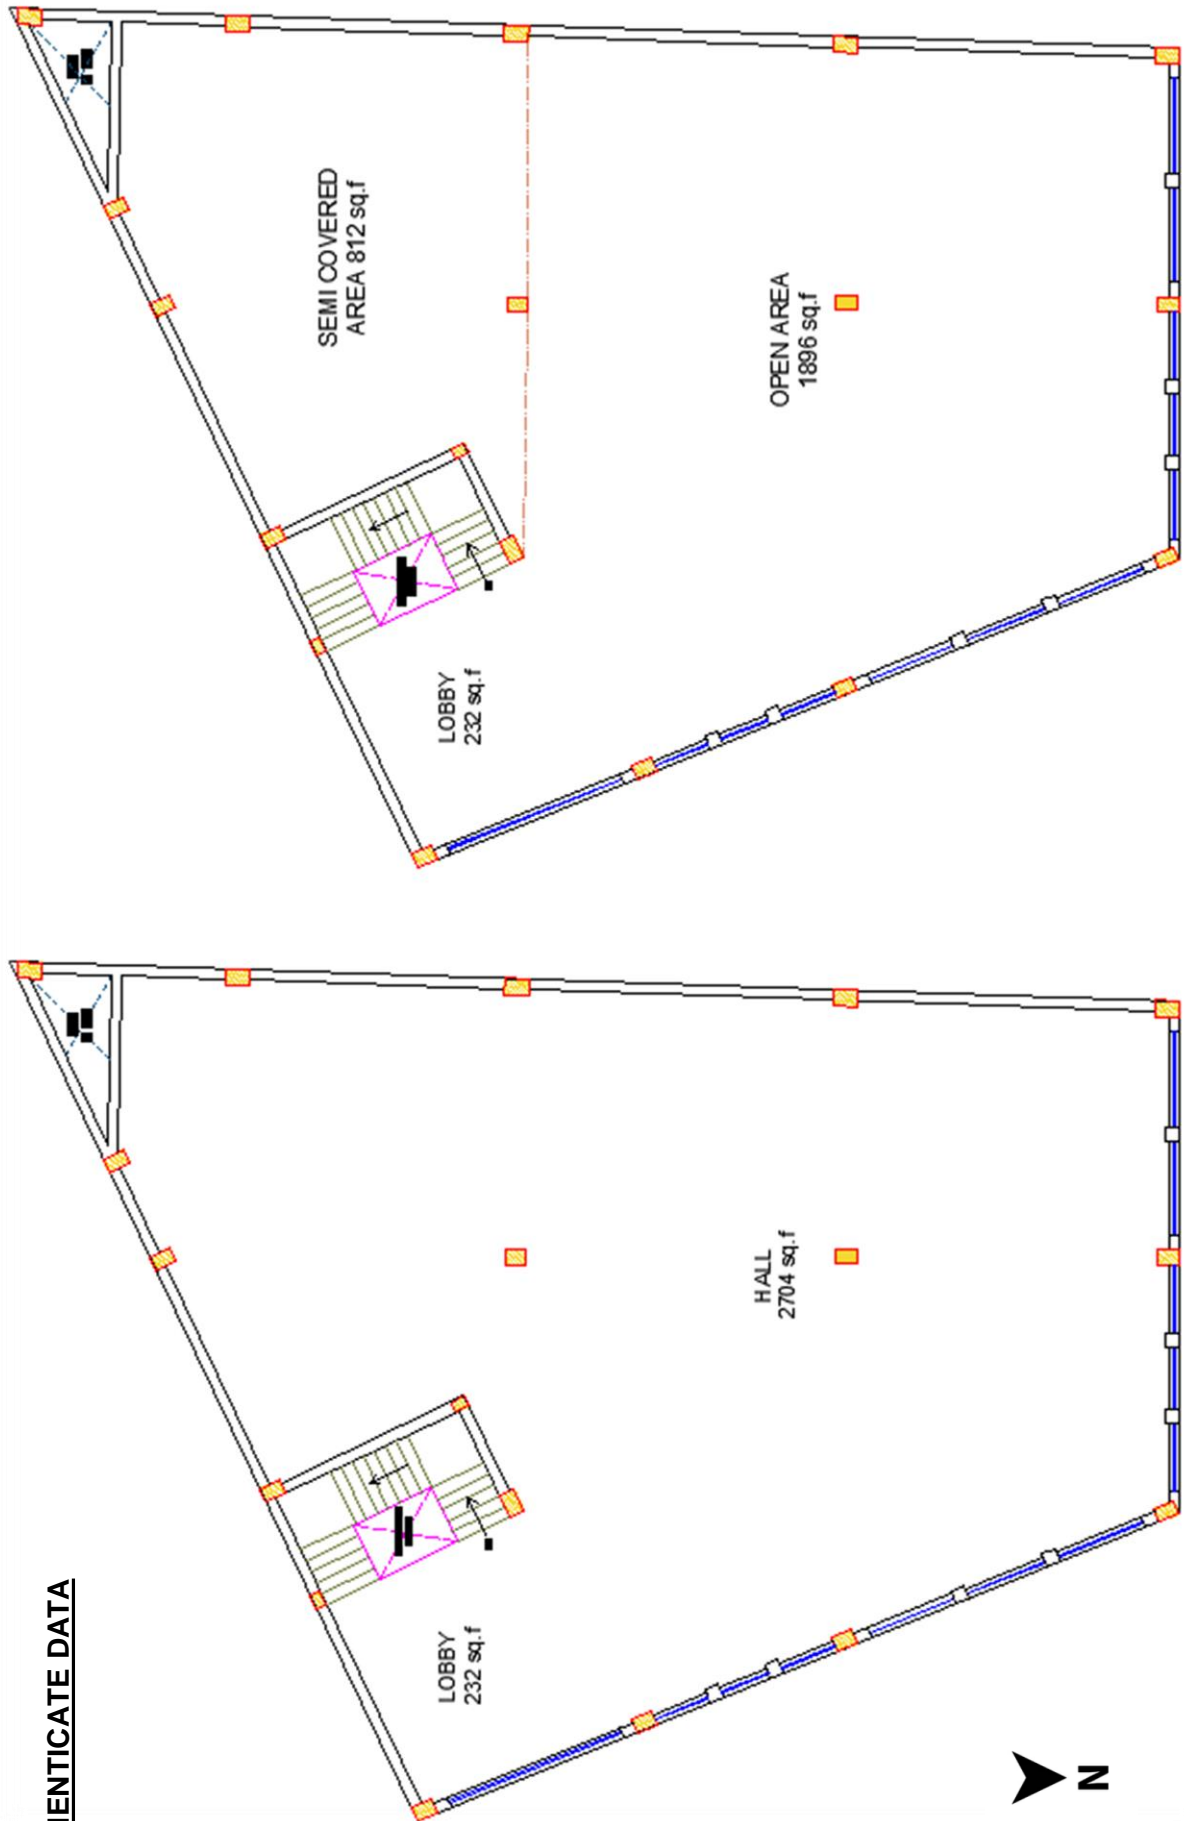 HENTICATE DATA
LOBBY
232 sq.f
HALL
2704 sq.f
N
SEMI COVERED
AREA 812 sq.f
LOBBY
232 sq.f
OPEN AREA
1896 sq.f